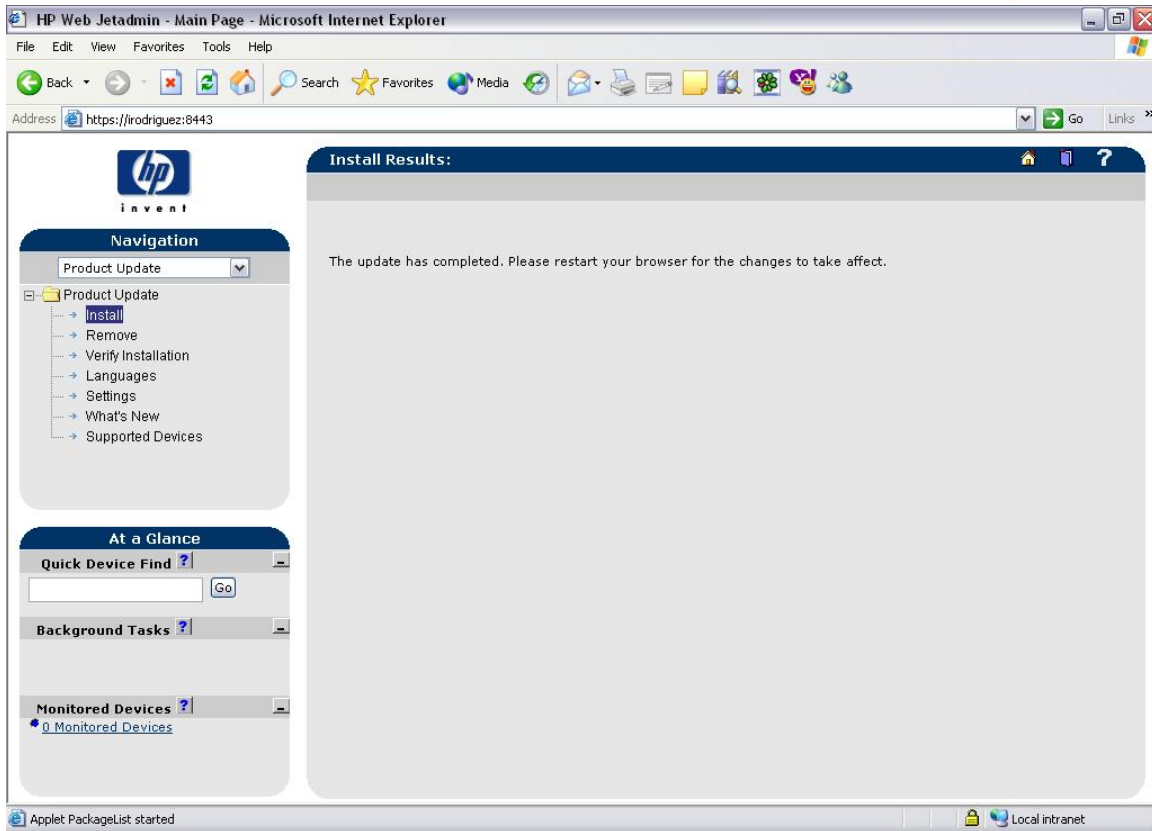 HP Web Jetadmin - Main Page - Microsoft Internet Explorer
File Edit View Favorites Tools Help
Back Search Favorites Media
Address https://irodriguez:8443 Go Links »
hp
invent
Install Results:
?
Navigation
Product Update
Product Update
Install
Remove
Verify Installation
Languages
Settings
What's New
Supported Devices
The update has completed. Please restart your browser for the changes to take affect.
At a Glance
Quick Device Find ?
Go
Background Tasks ?
Monitored Devices ?
0 Monitored Devices
Applet PackageList started Local intranet